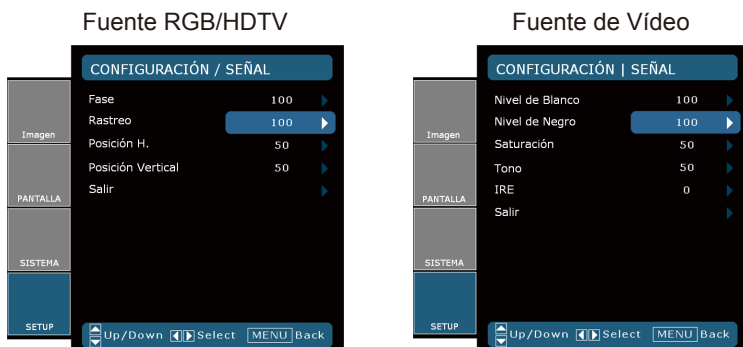 Fuente RGB/HDTV
CONFIGURACIÓN / SEÑAL
Fase 100
Rastreo 100
Posición H. 50
Posición Vertical 50
Salir
Imagen
PANTALLA
SISTEMA
SETUP
Up/Down Select MENU Back
Fuente de Vídeo
CONFIGURACIÓN | SEÑAL
Nivel de Blanco 100
Nivel de Negro 100
Saturación 50
Tono 50
IRE 0
Salir
Imagen
PANTALLA
SISTEMA
SETUP
Up/Down Select MENU Back